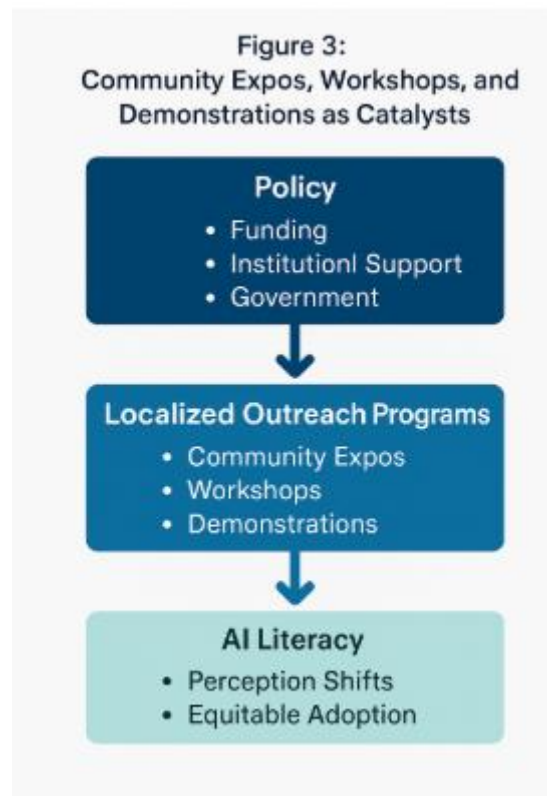 Figure 3:
Community Expos, Workshops, and
Demonstrations as Catalysts
Policy
• Funding
• Institutionl Support
• Government
Localized Outreach Programs
• Community Expos
• Workshops
• Demonstrations
AI Literacy
• Perception Shifts
• Equitable Adoption